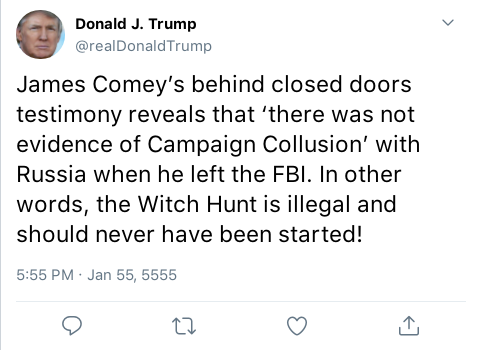 Donald J. Trump
@realDonaldTrump
James Comey’s behind closed doors
testimony reveals that ‘there was not
evidence of Campaign Collusion’ with
Russia when he left the FBI. In other
words, the Witch Hunt is illegal and
should never have been started!
5:55 PM · Jan 55, 5555